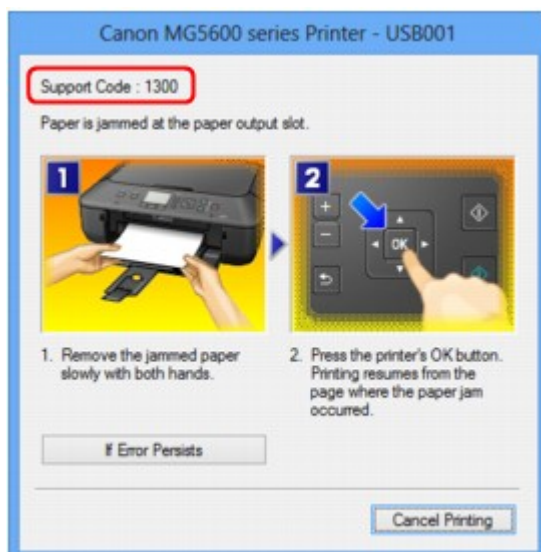 Canon MG5600 series Printer - USB001
Support Code : 1300
Paper is jammed at the paper output slot.
1
2
+
−
OK
1. Remove the jammed paper
slowly with both hands.
2. Press the printer's OK button.
Printing resumes from the
page where the paper jam
occurred.
If Error Persists
Cancel Printing